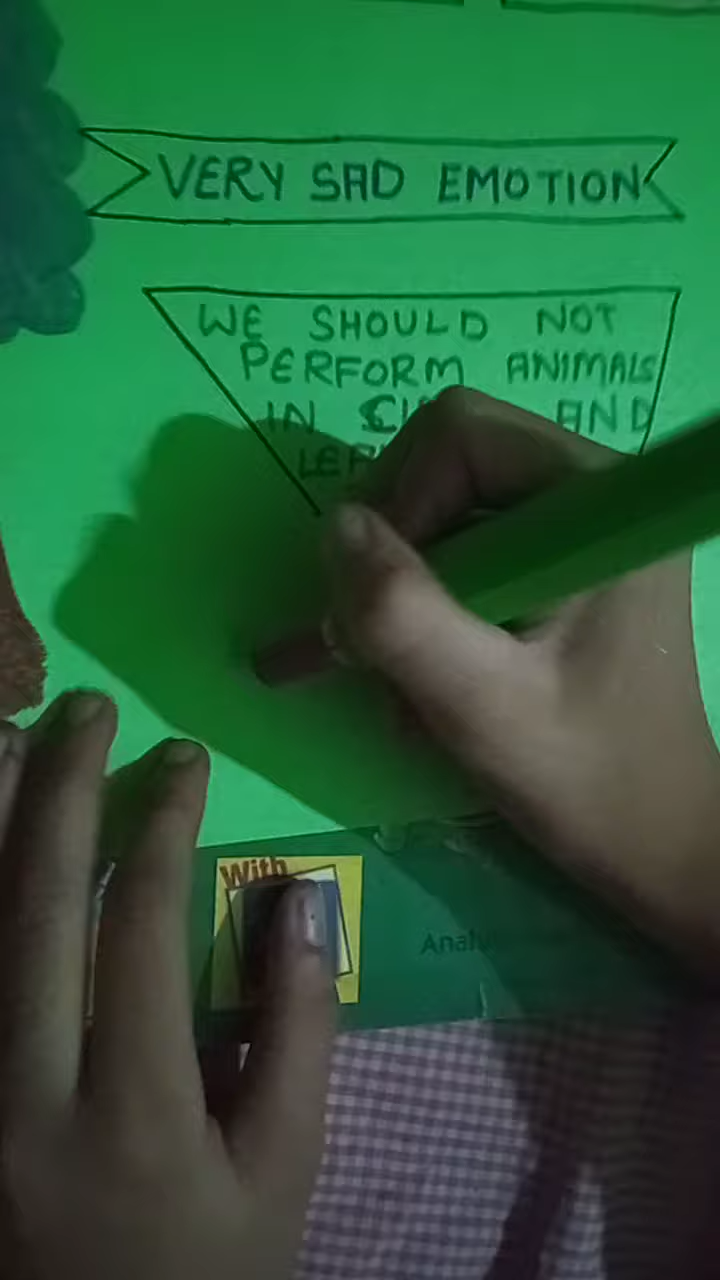 VERY SAD EMOTION
WE SHOULD NOT
PERFORM ANIMALS
IN AND
With